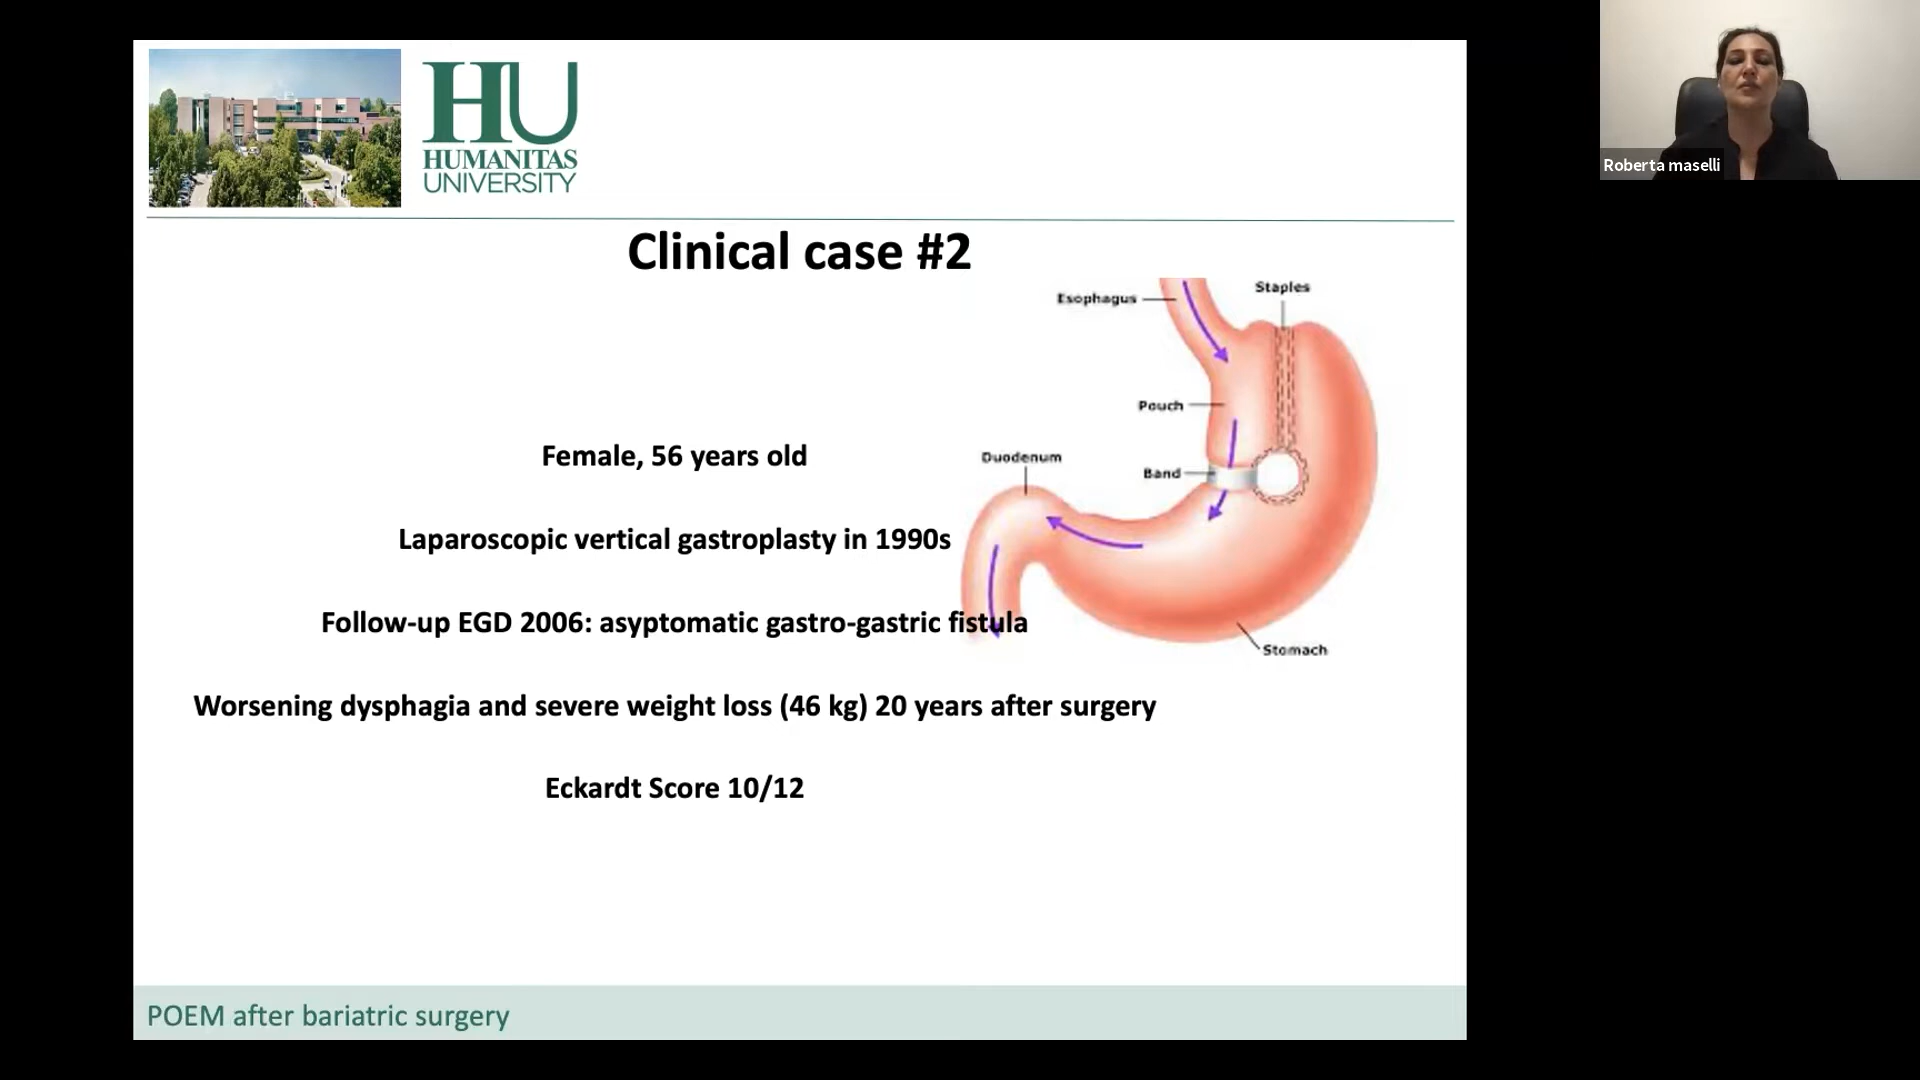 HU
HUMANITAS
UNIVERSITY
Roberta maselli
Clinical case #2
Esophagus
Staples
Pouch
Duodenum
Band
Stomach
Female, 56 years old
Laparoscopic vertical gastroplasty in 1990s
Follow-up EGD 2006: asyptomatic gastro-gastric fistula
Worsening dysphagia and severe weight loss (46 kg) 20 years after surgery
Eckardt Score 10/12
POEM after bariatric surgery